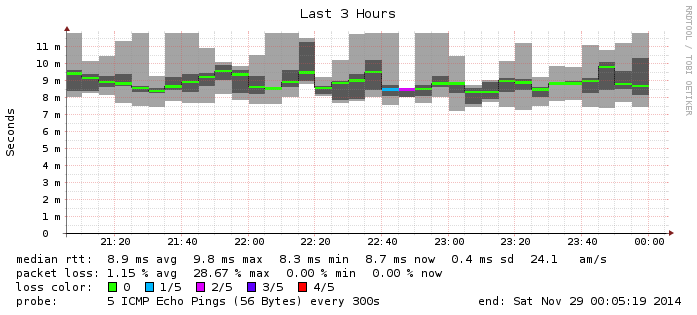 Last 3 Hours
RRDTOOL / TOBI OETIKER
Seconds
11 m
10 m
9 m
8 m
7 m
6 m
5 m
4 m
3 m
2 m
1 m
0
21:20 21:40 22:00 22:20 22:40 23:00 23:20 23:40 00:00
median rtt: 8.9 ms avg 9.8 ms max 8.3 ms min 8.7 ms now 0.4 ms sd 24.1 am/s
packet loss: 1.15 % avg 28.67 % max 0.00 % min 0.00 % now
loss color: 0 1/5 2/5 3/5 4/5
probe: 5 ICMP Echo Pings (56 Bytes) every 300s end: Sat Nov 29 00:05:19 2014